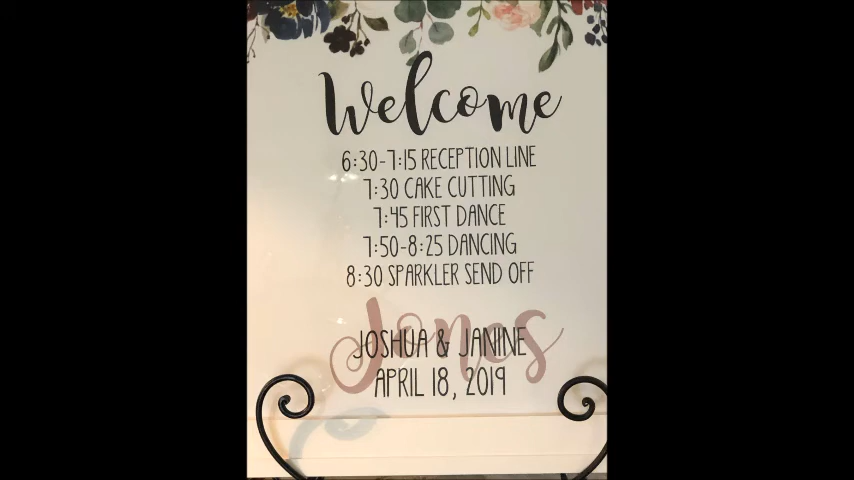 Welcome
6:30-7:15 RECEPTION LINE
7:30 CAKE CUTTING
7:45 FIRST DANCE
7:50-8:25 DANCING
8:30 SPARKLER SEND OFF
Jones
JOSHUA & JANINE
APRIL 18, 2019